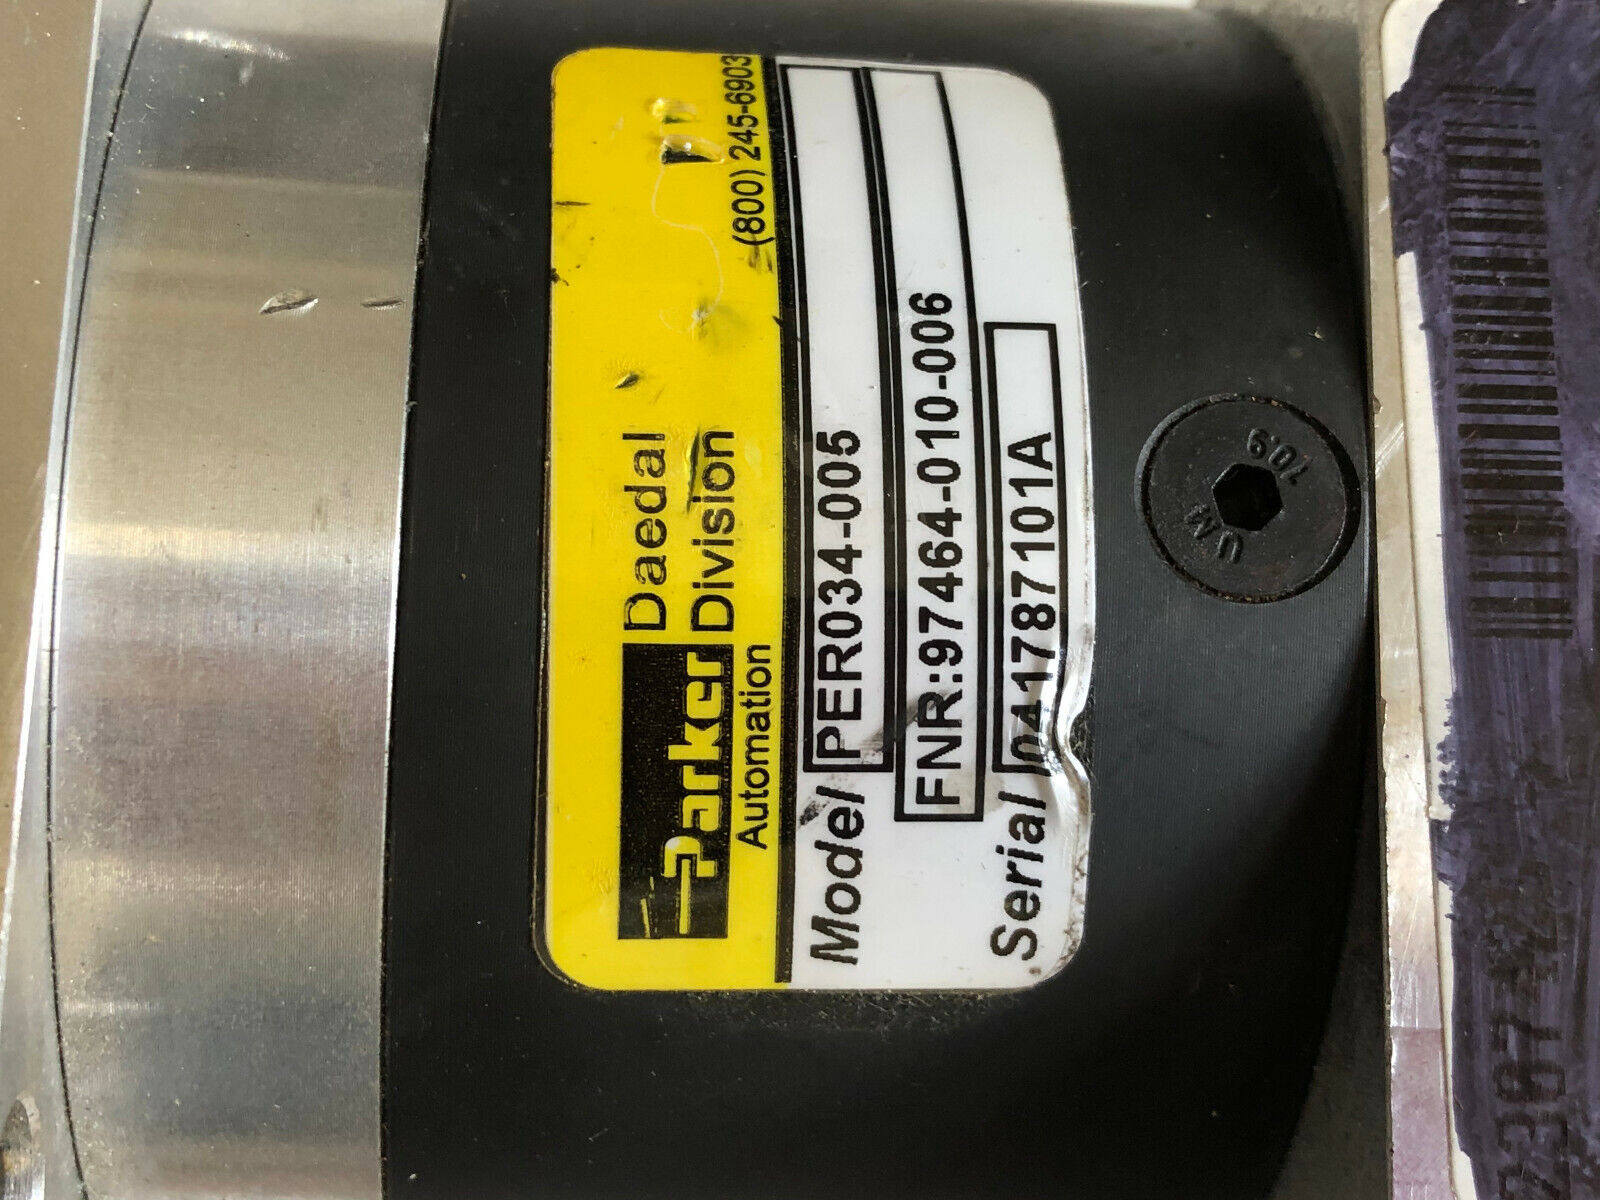 Parker Daedal
Automation Division
(800) 245-6903
Model PER034-005
FNR:97464-010-006
Serial 041787101A
10.9